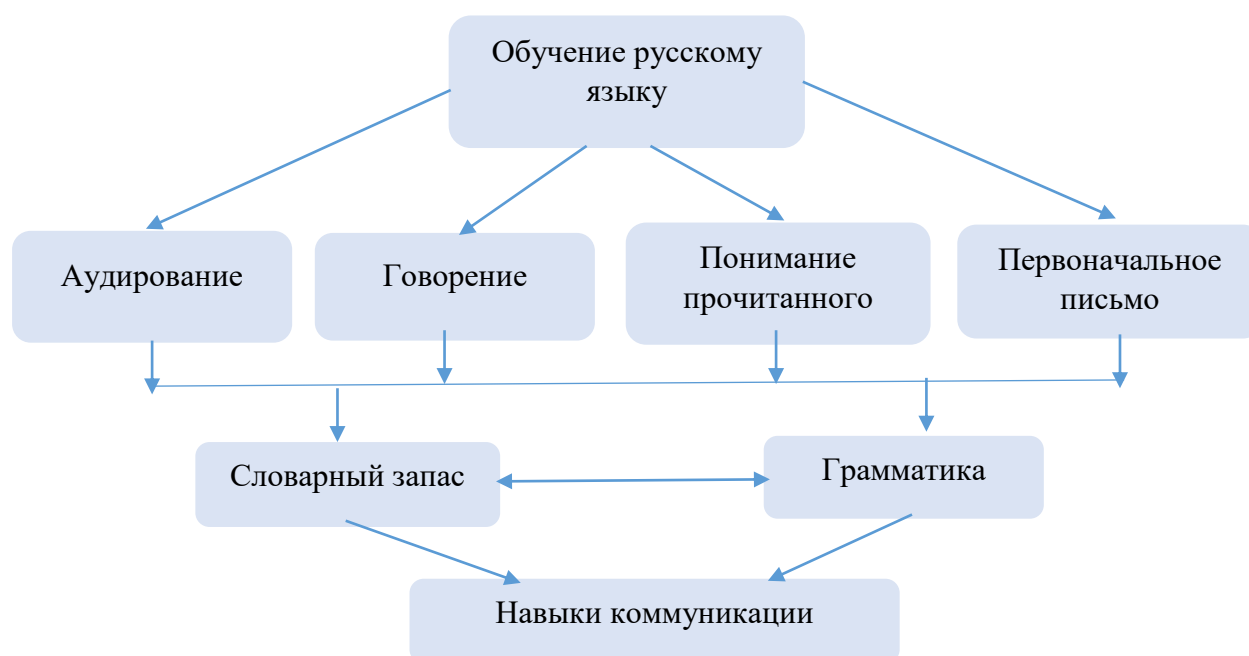 Обучение русскому
языку
Аудирование
Говорение
Понимание
прочитанного
Первоначальное
письмо
Словарный запас
Грамматика
Навыки коммуникации